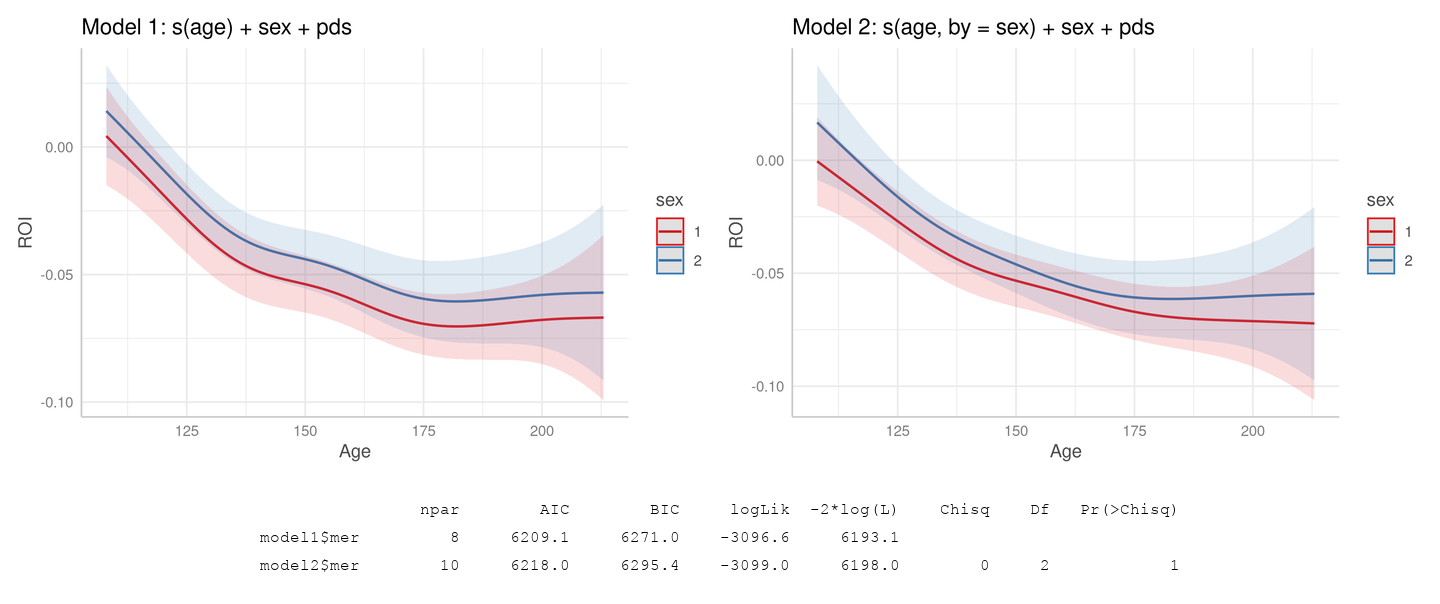 Model 1: s(age) + sex + pds
0.00
-0.05
-0.10
ROI
125 150 175 200
Age
sex
1
2
Model 2: s(age, by = sex) + sex + pds
0.00
-0.05
-0.10
ROI
125 150 175 200
Age
sex
1
2
npar AIC BIC logLik -2*log(L) Chisq Df Pr(>Chisq)
model1$mer 8 6209.1 6271.0 -3096.6 6193.1
model2$mer 10 6218.0 6295.4 -3099.0 6198.0 0 2 1